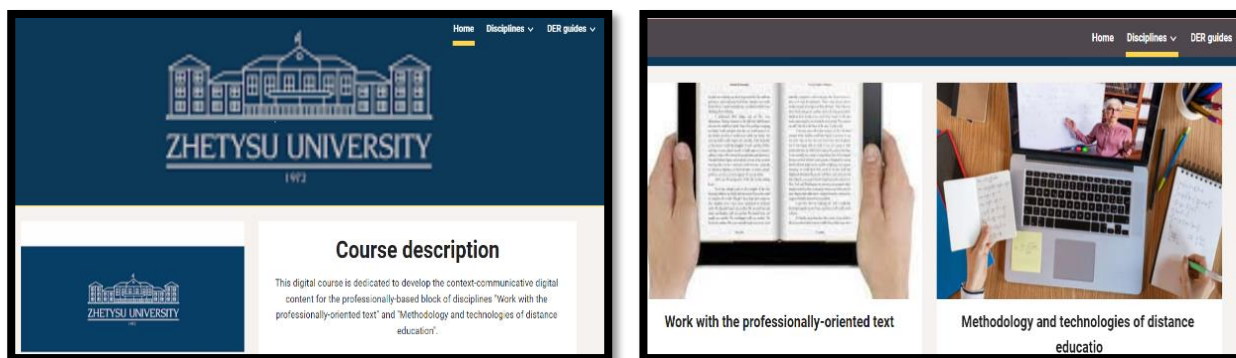 Home Disciplines DER guides
ZHETYSU UNIVERSITY
1972
ZHETYSU UNIVERSITY
Course description
This digital course is dedicated to develop the context-communicative digital
content for the professionally-based block of disciplines "Work with the
professionally-oriented text" and "Methodology and technologies of distance
education".
Home Disciplines DER guides
Work with the professionally-oriented text
Methodology and technologies of distance
educatio